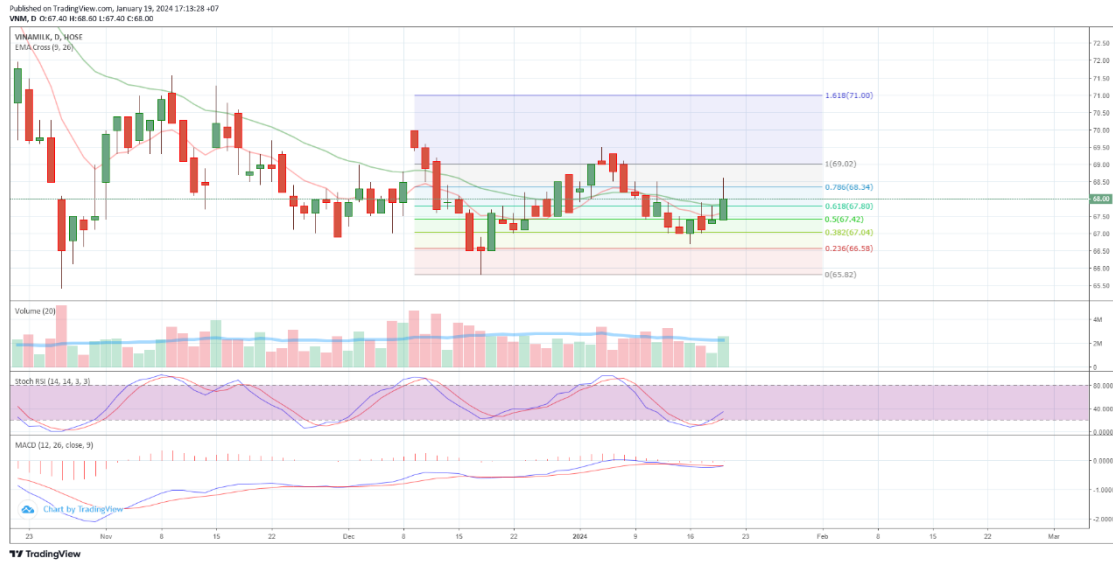 Published on TradingView.com, January 19, 2024 17:13:28 +07
VNM, D O:67.40 H:68.60 L:67.40 C:68.00
VINAMILK, D, HOSE
EMA Cross (9, 26)
72.50
72.00
71.50
71.00
70.50
70.00
69.50
69.00
68.50
68.00
67.50
67.00
66.50
66.00
65.50
1.618(71.00)
1(69.02)
0.786(68.34)
0.618(67.80)
0.5(67.42)
0.382(67.04)
0.236(66.58)
0(65.82)
Volume (20)
4M
2M
0
Stoch RSI (14, 14, 3, 3)
80.0000
40.0000
0.0000
MACD (12, 26, close, 9)
0.0000
-1.0000
-2.0000
Chart by TradingView
23 Nov 8 15 22 Dec 8 15 22 2024 9 16 23 Feb 8 15 22 Mar
TradingView